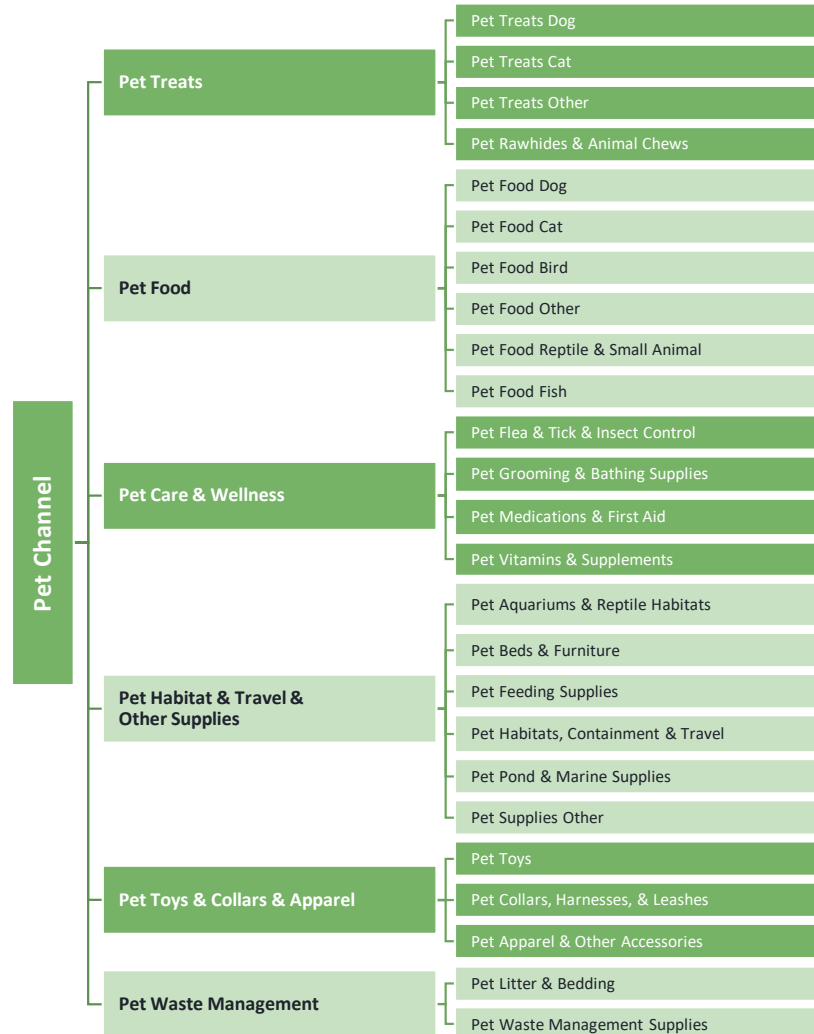 Pet Channel
Pet Treats
Pet Treats Dog
Pet Treats Cat
Pet Treats Other
Pet Rawhides & Animal Chews
Pet Food
Pet Food Dog
Pet Food Cat
Pet Food Bird
Pet Food Other
Pet Food Reptile & Small Animal
Pet Food Fish
Pet Care & Wellness
Pet Flea & Tick & Insect Control
Pet Grooming & Bathing Supplies
Pet Medications & First Aid
Pet Vitamins & Supplements
Pet Habitat & Travel &
Other Supplies
Pet Aquariums & Reptile Habitats
Pet Beds & Furniture
Pet Feeding Supplies
Pet Habitats, Containment & Travel
Pet Pond & Marine Supplies
Pet Supplies Other
Pet Toys & Collars & Apparel
Pet Toys
Pet Collars, Harnesses, & Leashes
Pet Apparel & Other Accessories
Pet Waste Management
Pet Litter & Bedding
Pet Waste Management Supplies